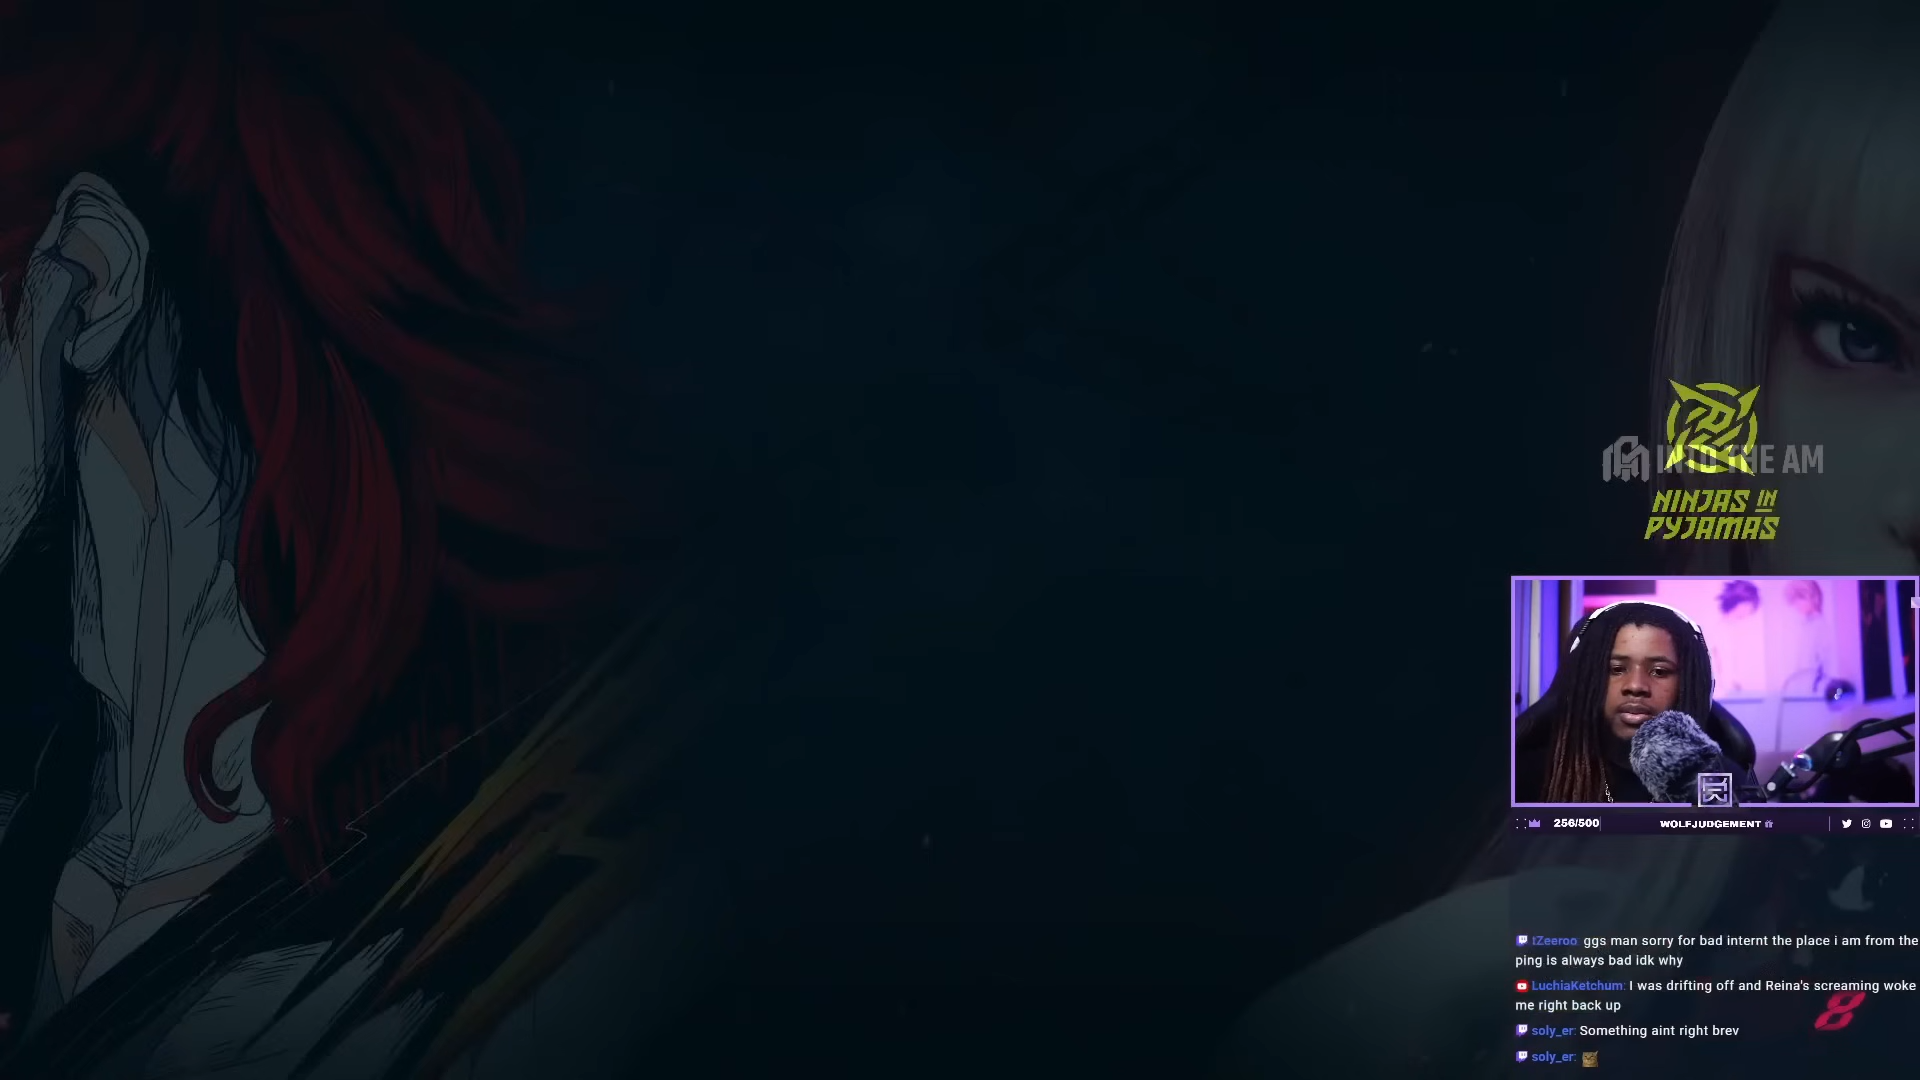 INTO THE AM
NINJAS IN
PYJAMAS
256/500
WOLFJUDGEMENT
tZeeroo: ggs man sorry for bad internt the place i am from the
ping is always bad idk why
LuchiaKetchum: I was drifting off and Reina's screaming woke
me right back up
8
soly_er: Something aint right brev
soly_er: